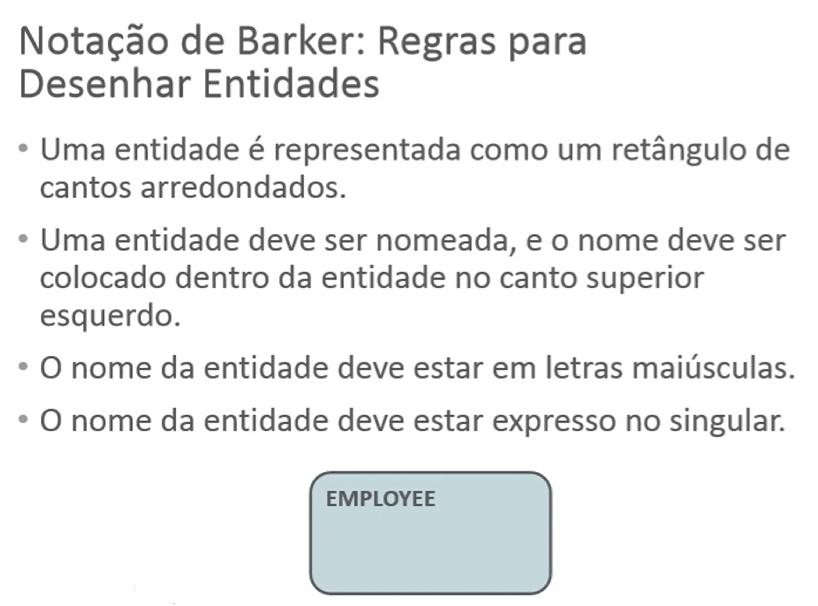 Notação de Barker: Regras para
Desenhar Entidades
• Uma entidade é representada como um retângulo de
cantos arredondados.
• Uma entidade deve ser nomeada, e o nome deve ser
colocado dentro da entidade no canto superior
esquerdo.
• O nome da entidade deve estar em letras maiúsculas.
• O nome da entidade deve estar expresso no singular.
EMPLOYEE